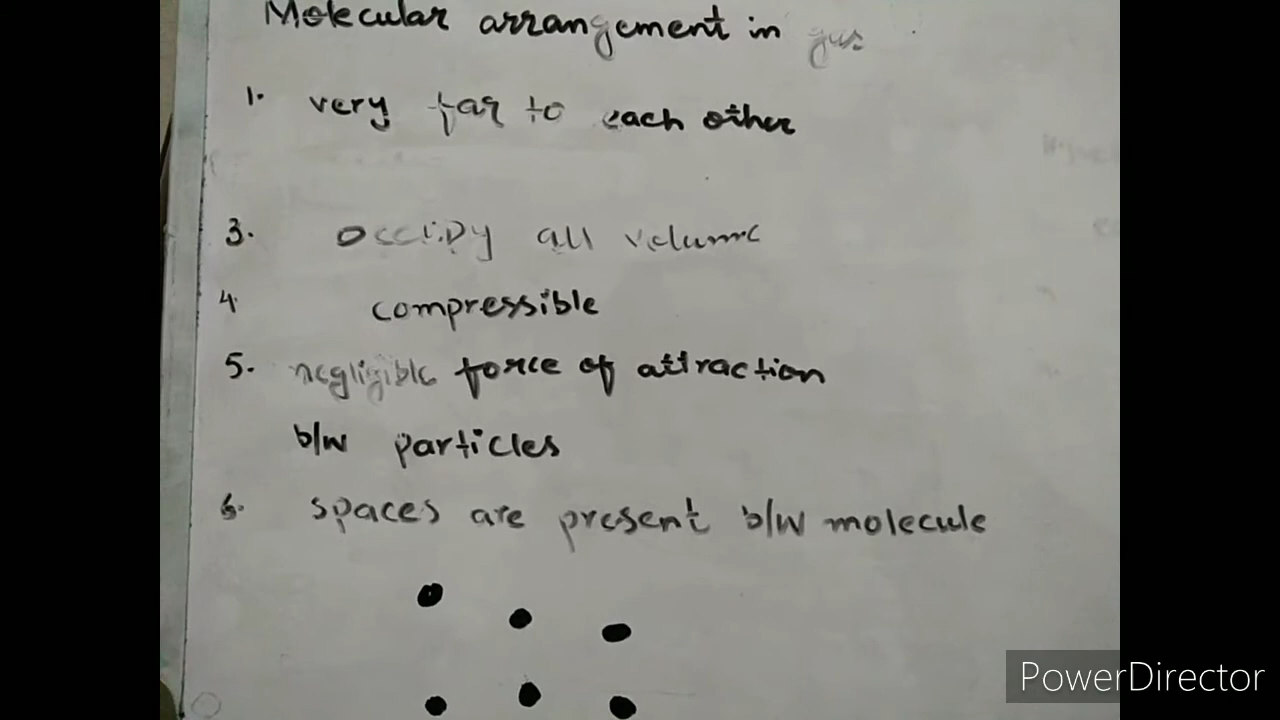 Molecular arrangement in gas
1. very far to each other
3. occupy all volume
4. compressible
5. negligible force of attraction
b/w particles
6. spaces are present b/w molecule
PowerDirector